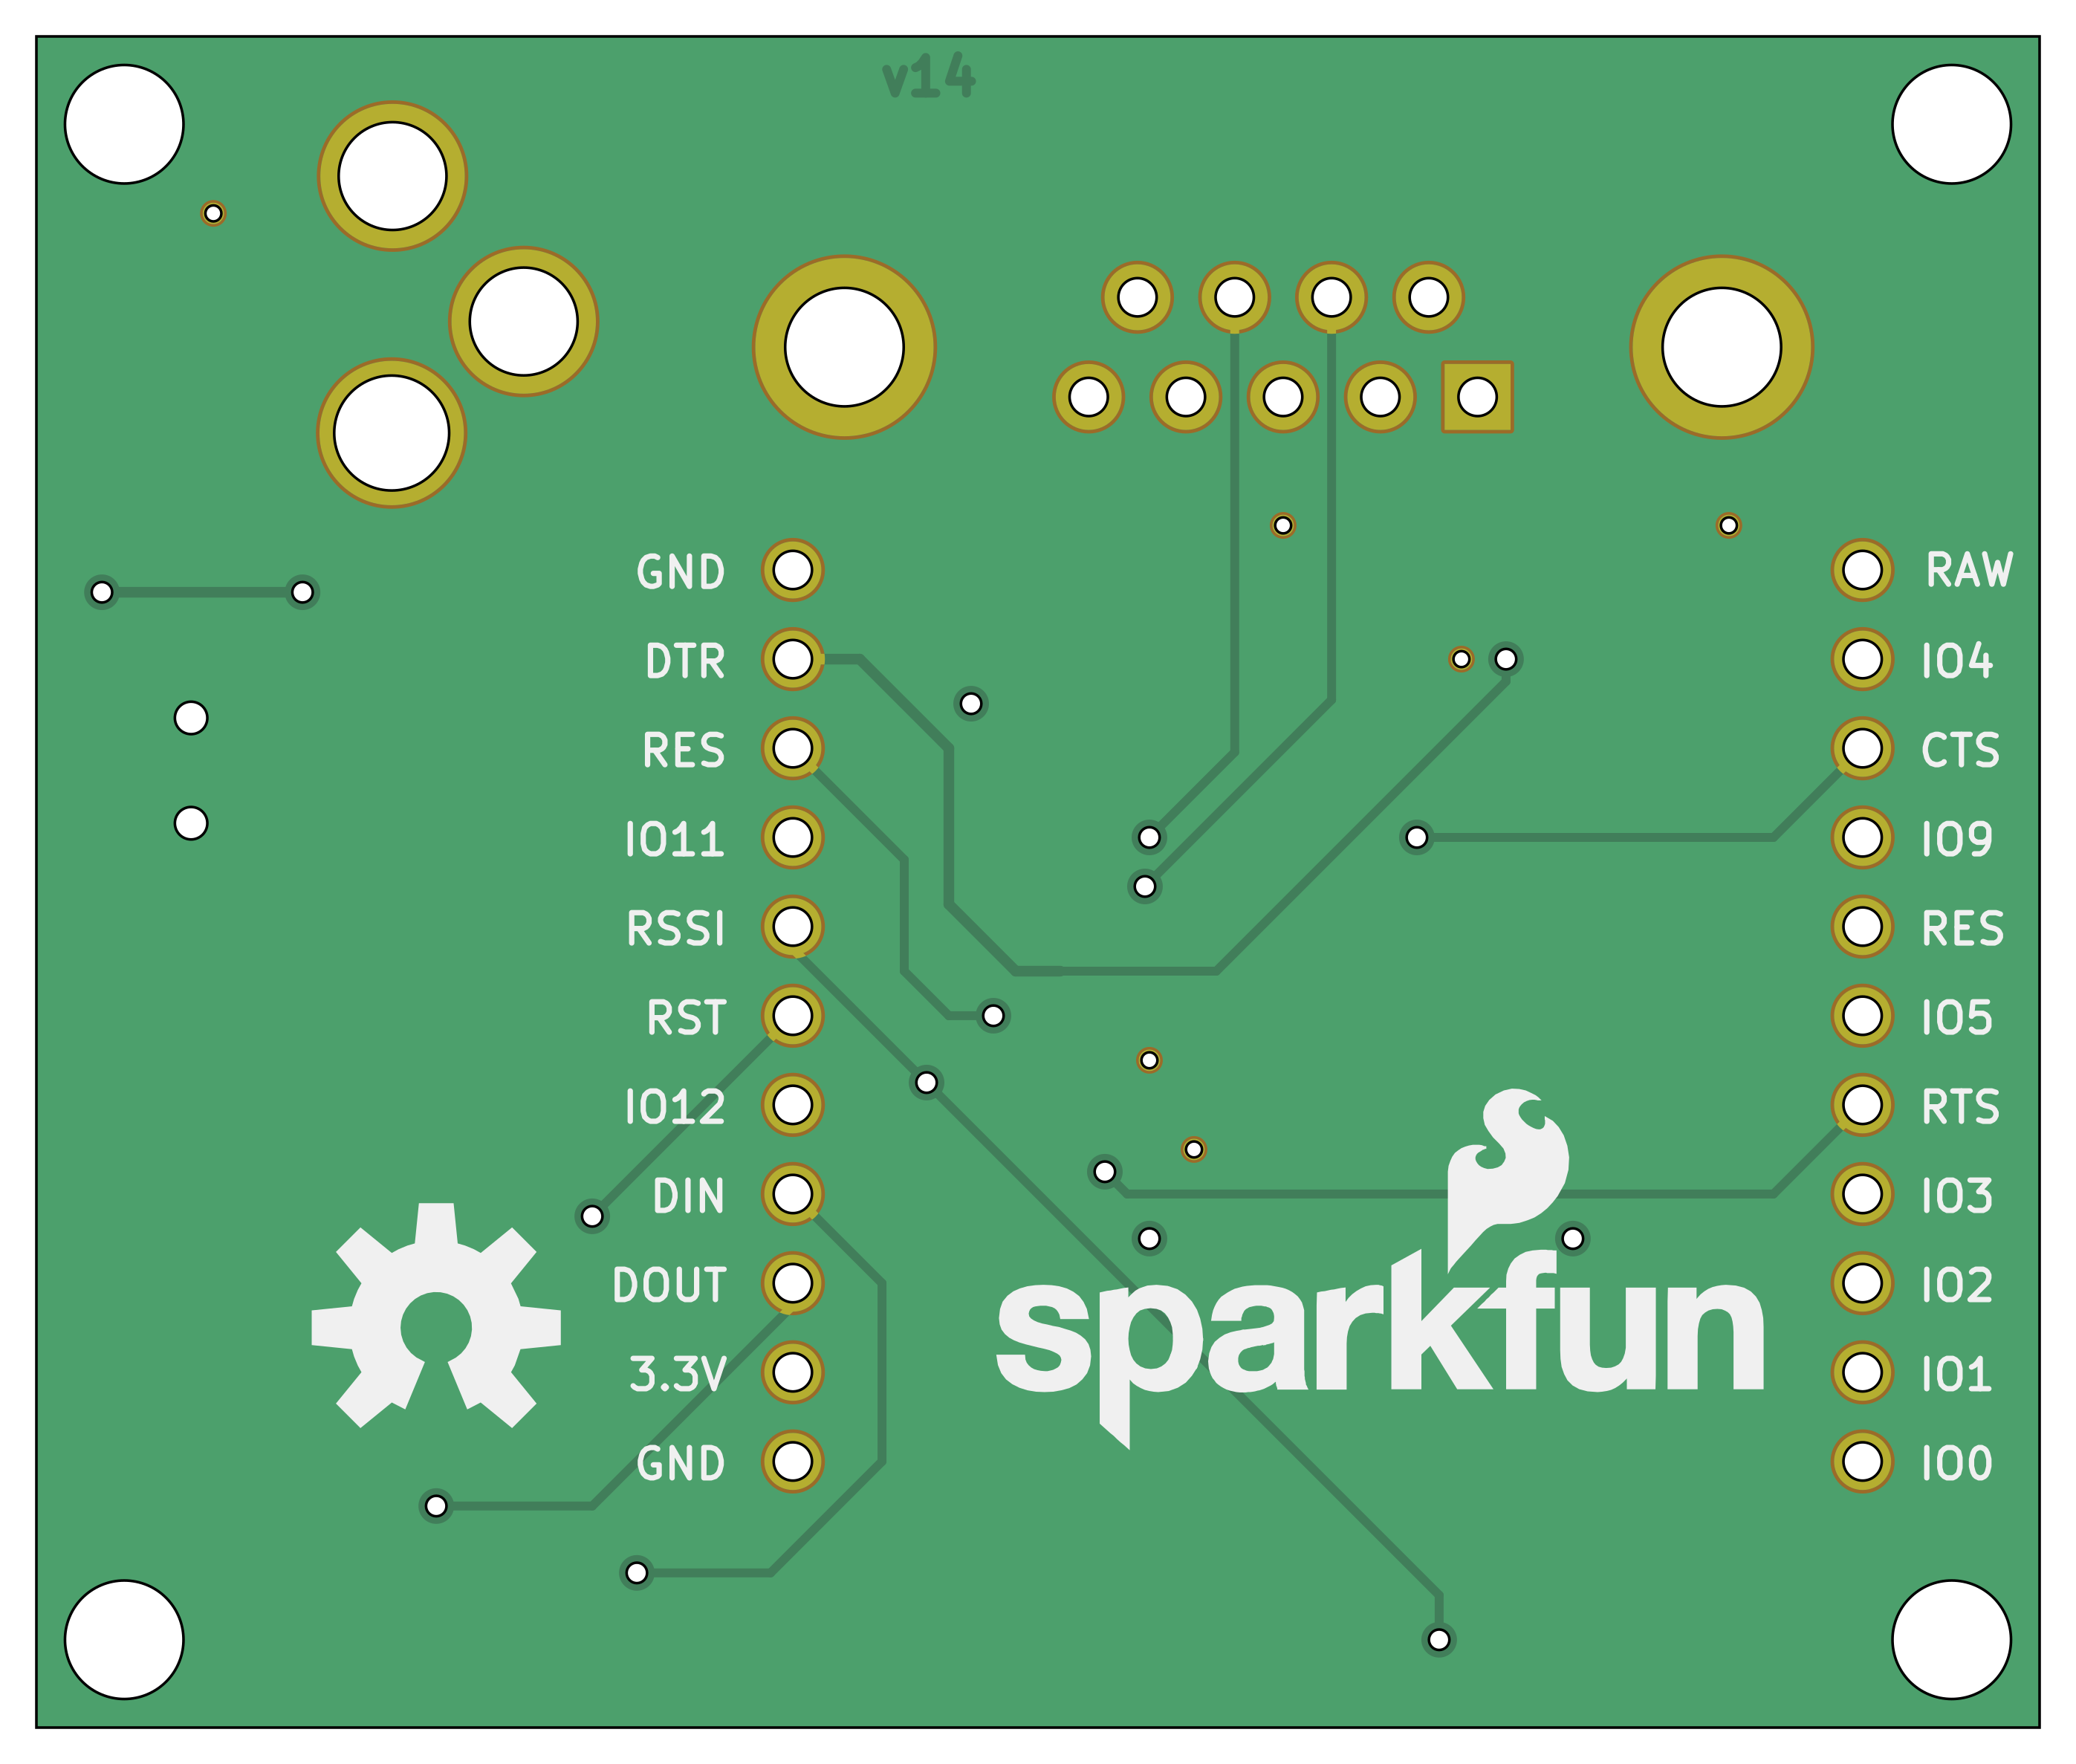 v14
GND
DTR
RES
IO11
RSSI
RST
IO12
DIN
DOUT
3.3V
GND
RAW
IO4
CTS
IO9
RES
IO5
RTS
IO3
IO2
IO1
IO0
sparkfun